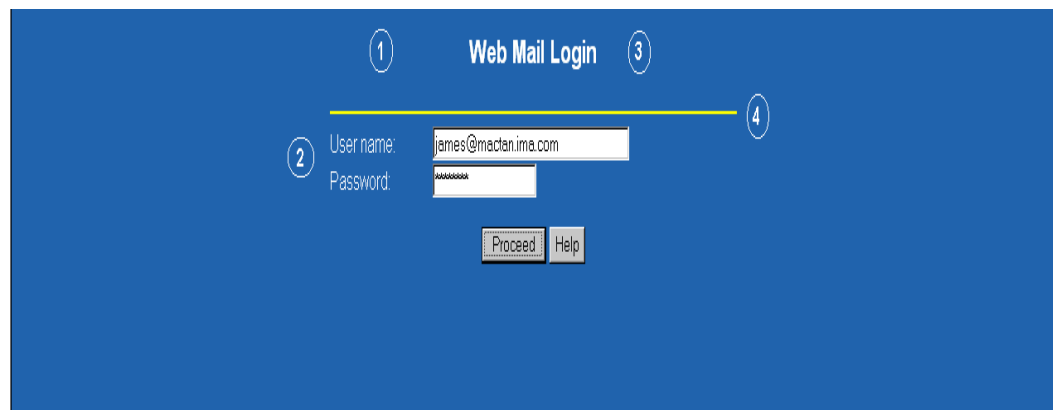 1 Web Mail Login 3
4
2 User name: james@mactan.ima.com
Password: ********
Proceed Help